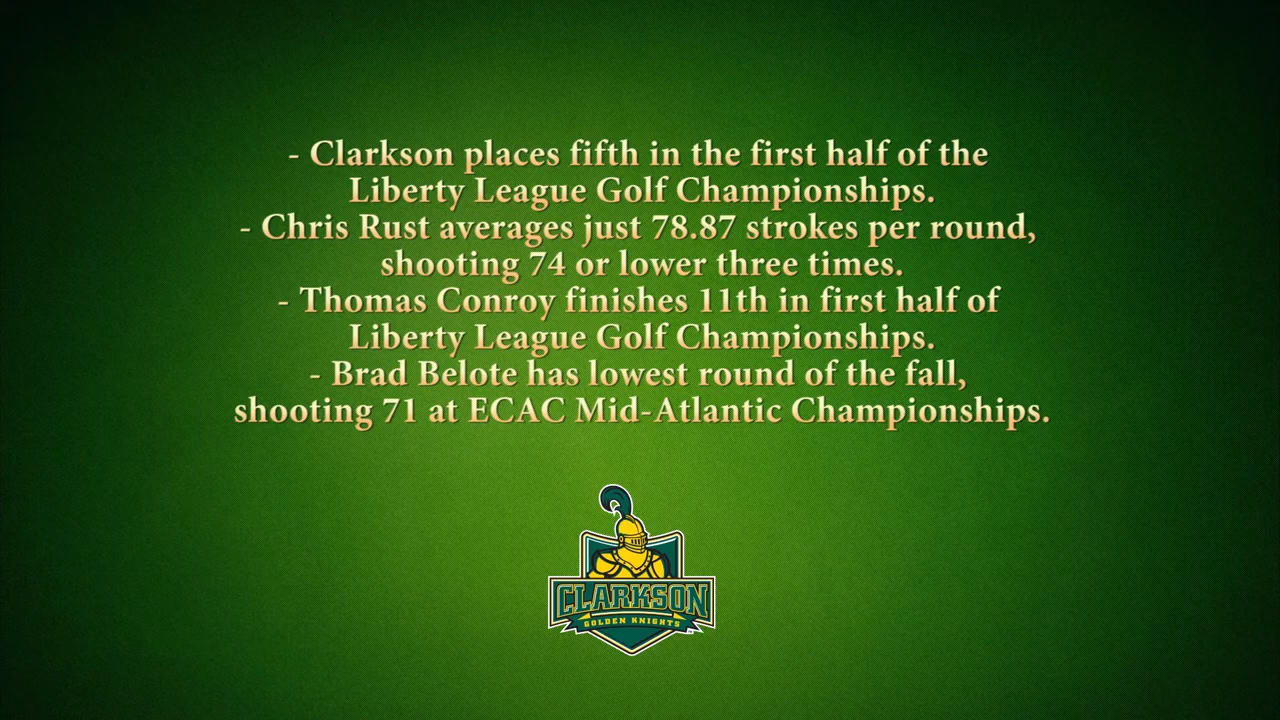 - Clarkson places fifth in the first half of the
Liberty League Golf Championships.
- Chris Rust averages just 78.87 strokes per round,
shooting 74 or lower three times.
- Thomas Conroy finishes 11th in first half of
Liberty League Golf Championships.
- Brad Belote has lowest round of the fall,
shooting 71 at ECAC Mid-Atlantic Championships.
CLARKSON
GOLDEN KNIGHTS